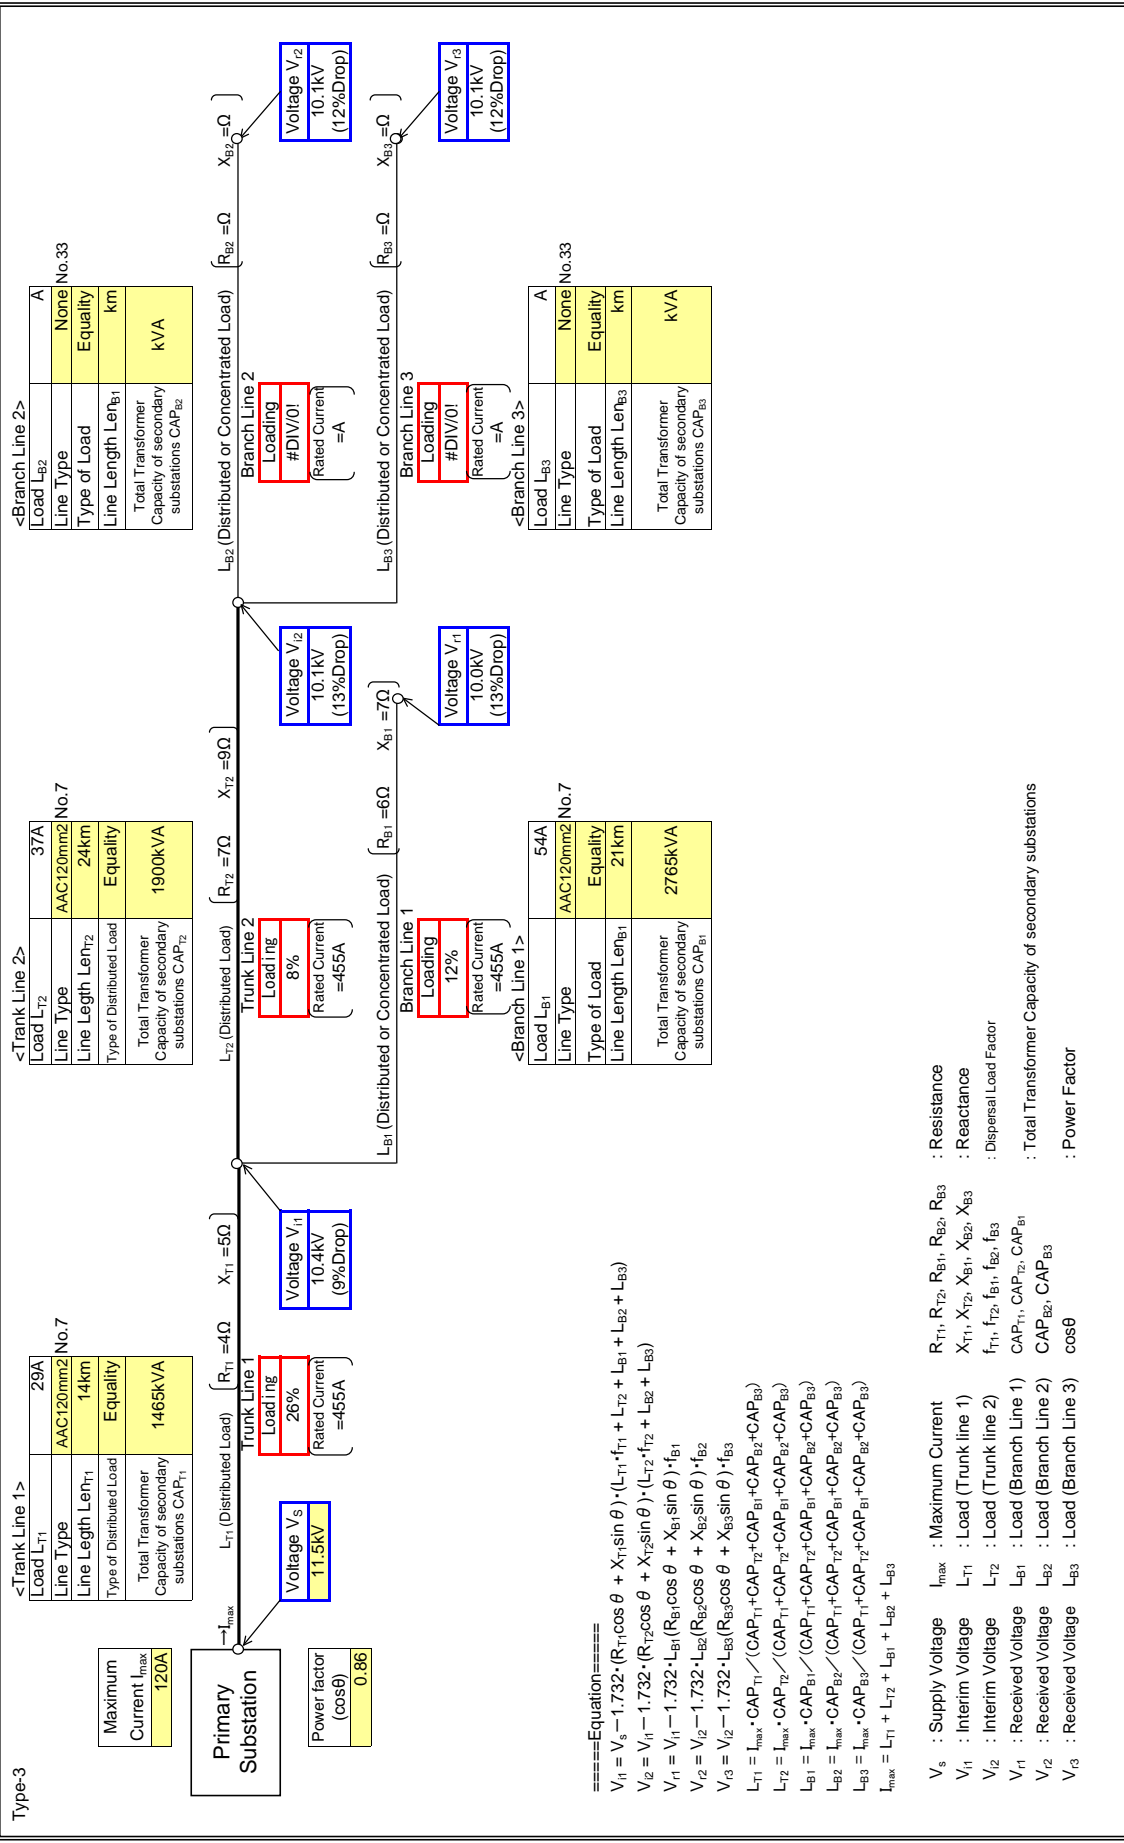 Type-3
Maximum
Current Imax
120A
Primary
Substation
Power factor
(cosθ)
0.86
→Imax
Voltage VS
11.5kV
<Trank Line 1>
Load LT1 29A
Line Type AAC120mm2 No.7
Line Legth LenT1 14km
Type of Distributed Load Equality
Total Transformer
Capacity of secondary
substations CAPT1
1465kVA
LT1 (Distributed Load)
RT1 =4Ω XT1 =5Ω
Trunk Line 1
Loading
26%
Rated Current
=455A
Voltage Vi1
10.4kV
(9%Drop)
<Trank Line 2>
Load LT2 37A
Line Type AAC120mm2 No.7
Line Legth LenT2 24km
Type of Distributed Load Equality
Total Transformer
Capacity of secondary
substations CAPT2
1900kVA
LT2 (Distributed Load)
RT2 =7Ω XT2 =9Ω
Trunk Line 2
Loading
8%
Rated Current
=455A
Voltage Vi2
10.1kV
(13%Drop)
LB1 (Distributed or Concentrated Load)
RB1 =6Ω XB1 =7Ω
Branch Line 1
Loading
12%
Rated Current
=455A
Voltage Vr1
10.0kV
(13%Drop)
<Branch Line 1>
Load LB1 54A
Line Type AAC120mm2 No.7
Type of Load Equality
Line Length LenB1 21km
Total Transformer
Capacity of secondary
substations CAPB1
2765kVA
<Branch Line 2>
Load LB2 A
Line Type None No.33
Type of Load Equality
Line Length LenB1 km
Total Transformer
Capacity of secondary
substations CAPB2
kVA
LB2 (Distributed or Concentrated Load)
RB2 =Ω XB2 =Ω
Branch Line 2
Loading
#DIV/0!
Rated Current
=A
Voltage Vr2
10.1kV
(12%Drop)
LB3 (Distributed or Concentrated Load)
RB3 =Ω XB3 =Ω
Branch Line 3
Loading
#DIV/0!
Rated Current
=A
Voltage Vr3
10.1kV
(12%Drop)
<Branch Line 3>
Load LB3 A
Line Type None No.33
Type of Load Equality
Line Length LenB3 km
Total Transformer
Capacity of secondary
substations CAPB3
kVA
=====Equation=====
Vi1 = Vs－1.732・(RT1cos θ + XT1sin θ)・(LT1・fT1 + LT2 + LB1 + LB2 + LB3)
Vi2 = Vi1－1.732・(RT2cos θ + XT2sin θ)・(LT2・fT2 + LB2 + LB3)
Vr1 = Vi1－1.732・LB1(RB1cos θ + XB1sin θ)・fB1
Vr2 = Vi2－1.732・LB2(RB2cos θ + XB2sin θ)・fB2
Vr3 = Vi2－1.732・LB3(RB3cos θ + XB3sin θ)・fB3
LT1 = Imax・CAPT1／(CAPT1+CAPT2+CAPB1+CAPB2+CAPB3)
LT2 = Imax・CAPT2／(CAPT1+CAPT2+CAPB1+CAPB2+CAPB3)
LB1 = Imax・CAPB1／(CAPT1+CAPT2+CAPB1+CAPB2+CAPB3)
LB2 = Imax・CAPB2／(CAPT1+CAPT2+CAPB1+CAPB2+CAPB3)
LB3 = Imax・CAPB3／(CAPT1+CAPT2+CAPB1+CAPB2+CAPB3)
Imax = LT1 + LT2 + LB1 + LB2 + LB3
Vs : Supply Voltage Imax : Maximum Current RT1, RT2, RB1, RB2, RB3 : Resistance
Vi1 : Interim Voltage LT1 : Load (Trunk line 1) XT1, XT2, XB1, XB2, XB3 : Reactance
Vi2 : Interim Voltage LT2 : Load (Trunk line 2) fT1, fT2, fB1, fB2, fB3 : Dispersal Load Factor
Vr1 : Received Voltage LB1 : Load (Branch Line 1) CAPT1, CAPT2, CAPB1 : Total Transformer Capacity of secondary substations
Vr2 : Received Voltage LB2 : Load (Branch Line 2) CAPB2, CAPB3
Vr3 : Received Voltage LB3 : Load (Branch Line 3) cosθ : Power Factor